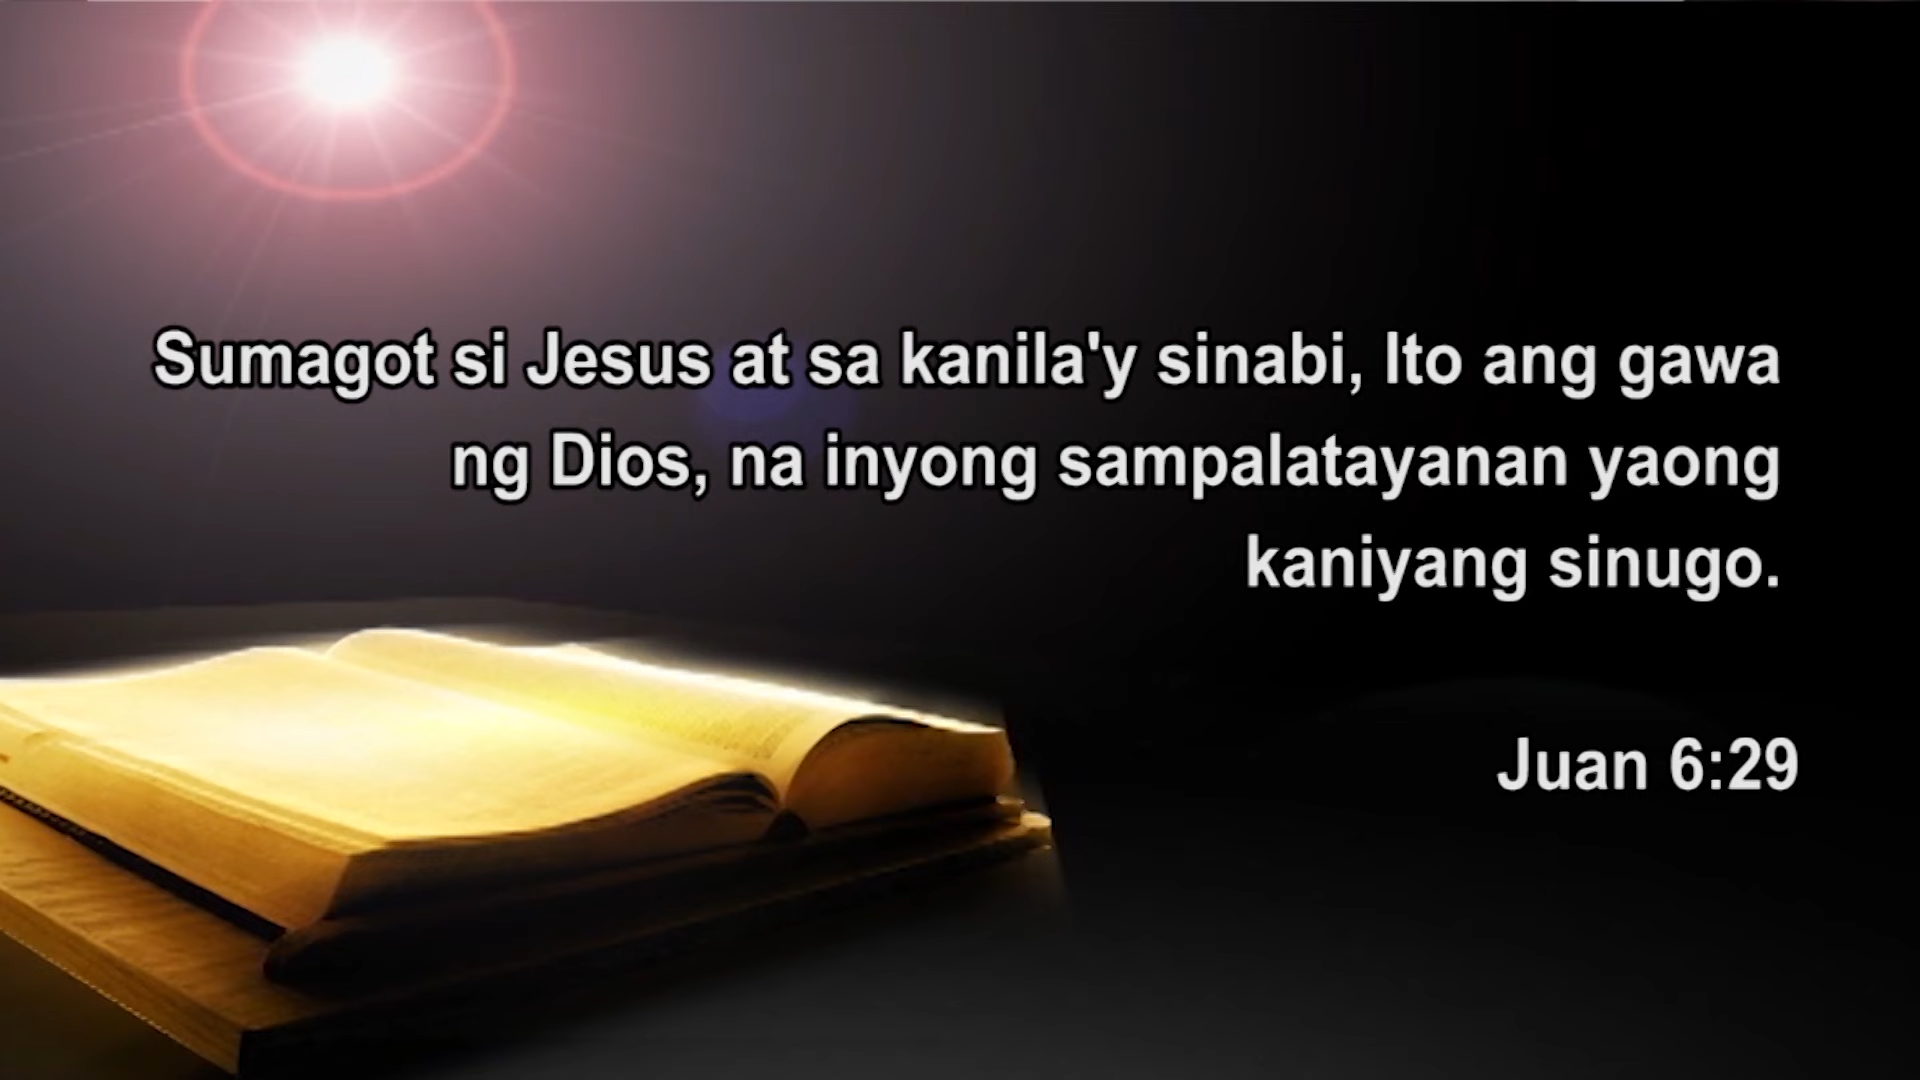 Sumagot si Jesus at sa kanila'y sinabi, Ito ang gawa
ng Dios, na inyong sampalatayanan yaong
kaniyang sinugo.
Juan 6:29